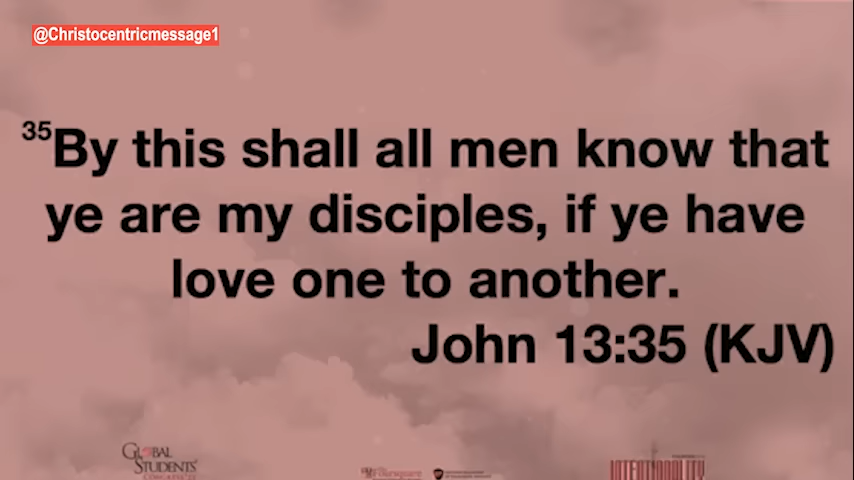 @Christocentricmessage1
35By this shall all men know that
ye are my disciples, if ye have
love one to another.
John 13:35 (KJV)
GLOBAL
STUDENTS'
INTENTIONALITY